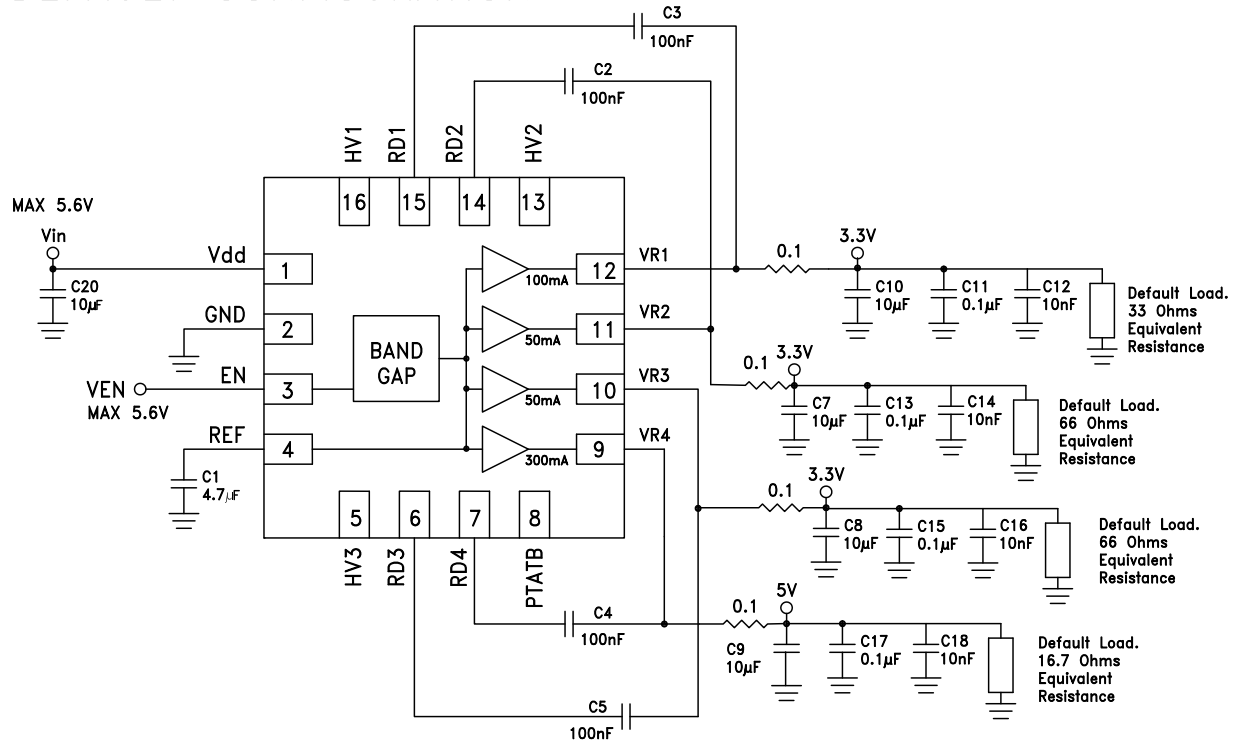 C3
100nF
C2
100nF
HV1
RD1
RD2
HV2
16
15
14
13
MAX 5.6V
Vin
C20
10µF
Vdd
1
GND
2
VEN
MAX 5.6V
EN
3
REF
4
C1
4.7µF
BAND
GAP
100mA
50mA
50mA
300mA
12
VR1
11
VR2
10
VR3
9
VR4
5
6
7
8
HV3
RD3
RD4
PTATB
0.1
3.3V
C10
10µF
C11
0.1µF
C12
10nF
Default Load.
33 Ohms
Equivalent
Resistance
0.1
3.3V
C7
10µF
C13
0.1µF
C14
10nF
Default Load.
66 Ohms
Equivalent
Resistance
0.1
3.3V
C8
10µF
C15
0.1µF
C16
10nF
Default Load.
66 Ohms
Equivalent
Resistance
C4
100nF
0.1
5V
C9
10µF
C17
0.1µF
C18
10nF
Default Load.
16.7 Ohms
Equivalent
Resistance
C5
100nF